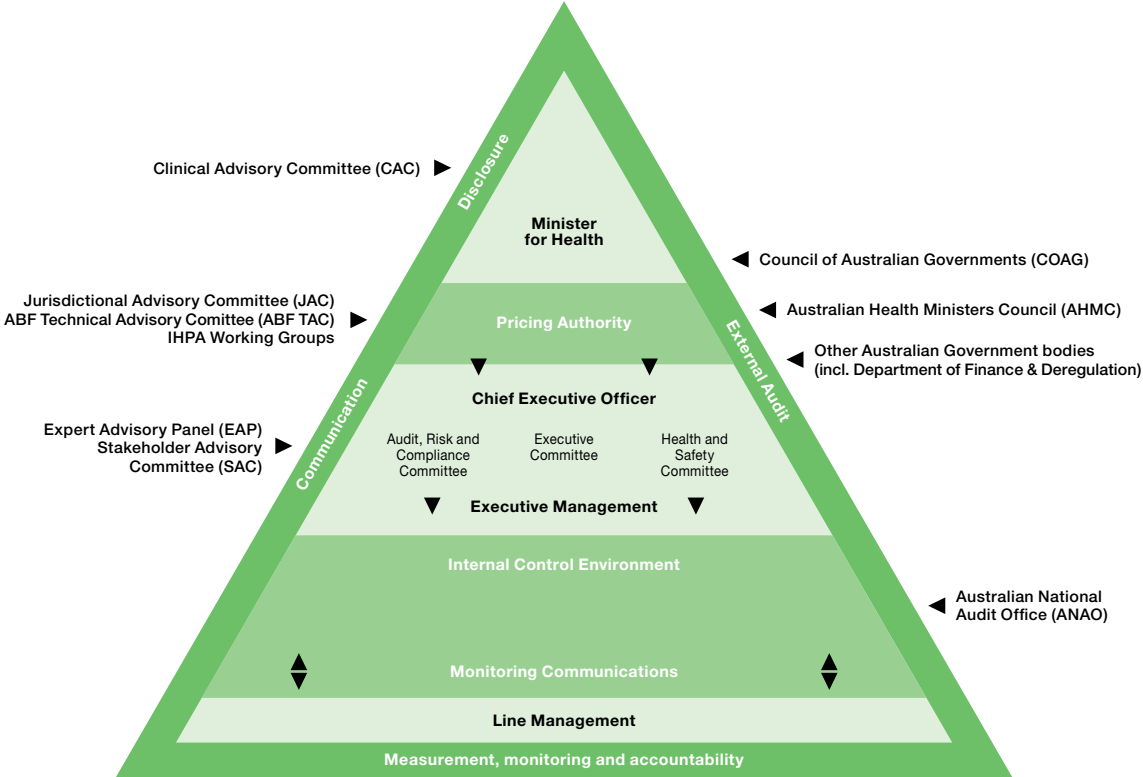 Disclosure
Clinical Advisory Committee (CAC)
Minister
for Health
Council of Australian Governments (COAG)
Jurisdictional Advisory Committee (JAC)
ABF Technical Advisory Comittee (ABF TAC)
IHPA Working Groups
Pricing Authority
Australian Health Ministers Council (AHMC)
External Audit
Other Australian Government bodies
(incl. Department of Finance & Deregulation)
Chief Executive Officer
Communication
Expert Advisory Panel (EAP)
Stakeholder Advisory
Committee (SAC)
Audit, Risk and
Compliance
Committee
Executive
Committee
Health and
Safety
Committee
Executive Management
Internal Control Environment
Australian National
Audit Office (ANAO)
Monitoring Communications
Line Management
Measurement, monitoring and accountability